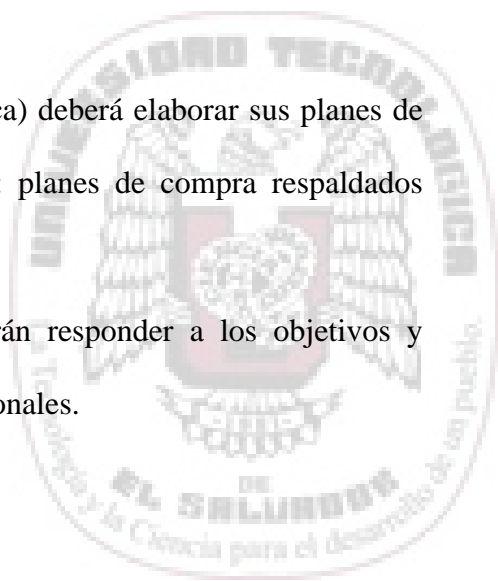 UNIVERSIDAD TECNOLOGICA
ca) deberá elaborar sus planes de
planes de compra respaldados
rán responder a los objetivos y
onales.
DE
EL SALVADOR
La Tecnología y la Ciencia para el desarrollo de un pueblo.